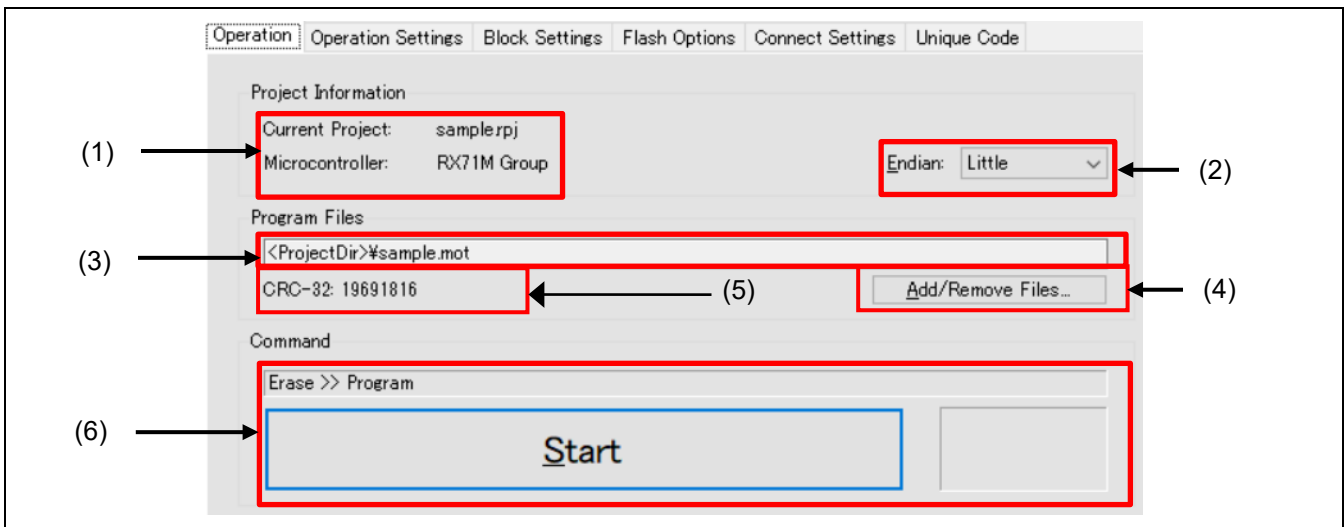 Operation Operation Settings Block Settings Flash Options Connect Settings Unique Code
Project Information
(1) Current Project: sample.rpj
Microcontroller: RX71M Group Endian: Little (2)
Program Files
(3) <ProjectDir>¥sample.mot
CRC-32: 19691816 (5) Add/Remove Files... (4)
Command
Erase >> Program
(6) Start